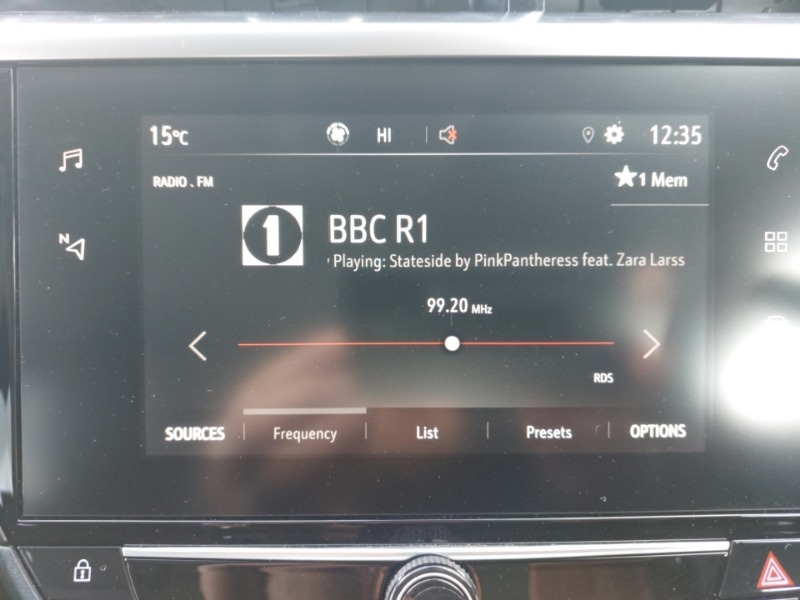 15°C HI 12:35
RADIO . FM
1 Mem
1
BBC R1
' Playing: Stateside by PinkPantheress feat. Zara Larss
99.20 MHz
RDS
SOURCES Frequency List Presets OPTIONS
N